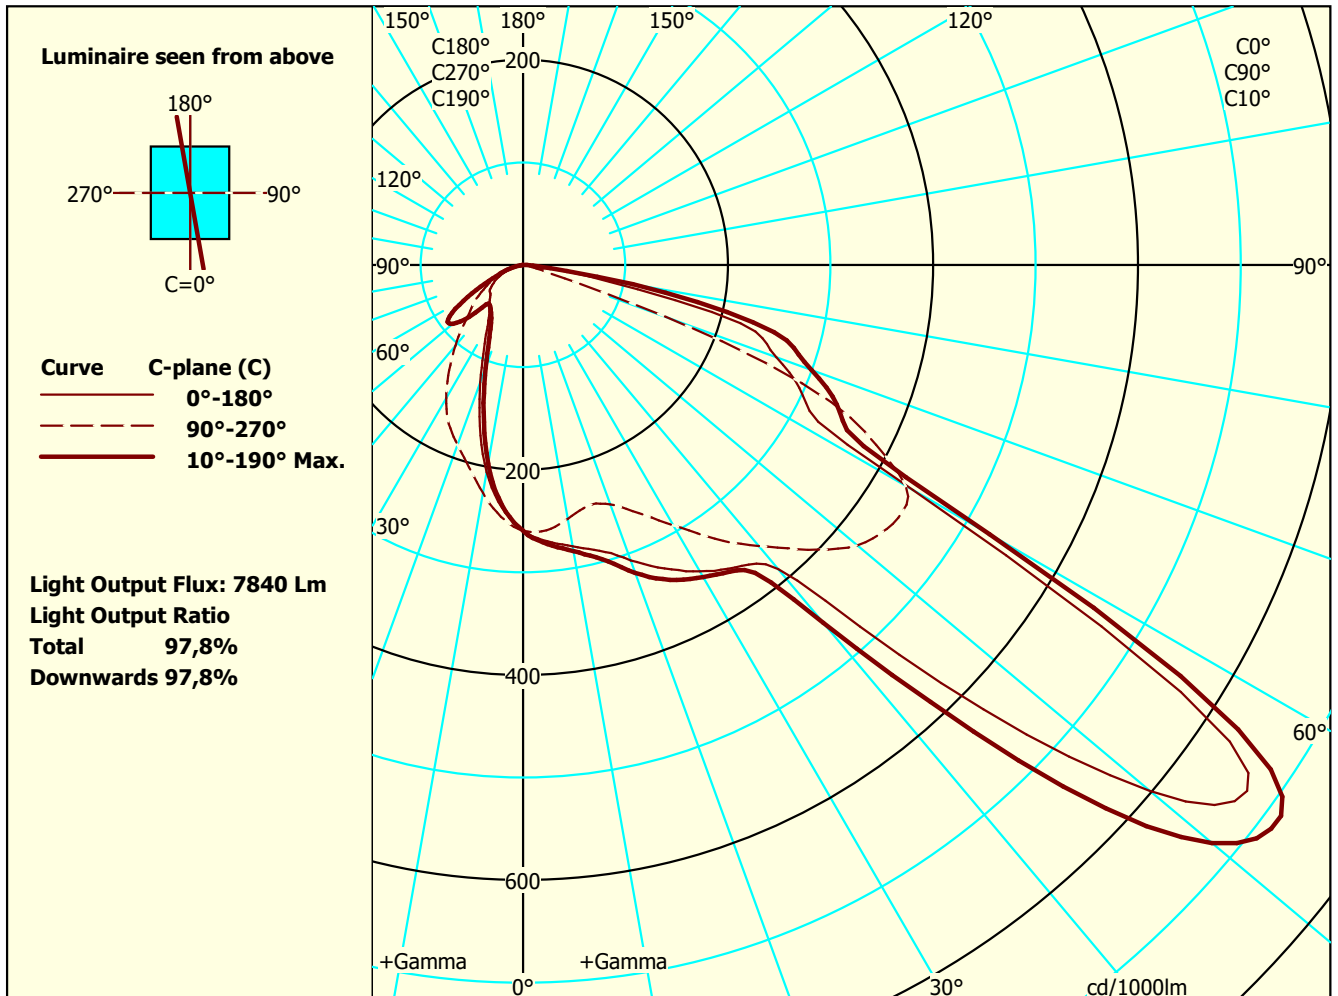 Luminaire seen from above
180°
270°
90°
C=0°
Curve C-plane (C)
0°-180°
90°-270°
10°-190° Max.
Light Output Flux: 7840 Lm
Light Output Ratio
Total 97,8%
Downwards 97,8%
150° 180° 150° 120°
C180° C0°
C270° C90°
C190° C10°
200
120°
90° 90°
60°
200
30°
400
60°
600
+Gamma +Gamma
0° 30° cd/1000lm